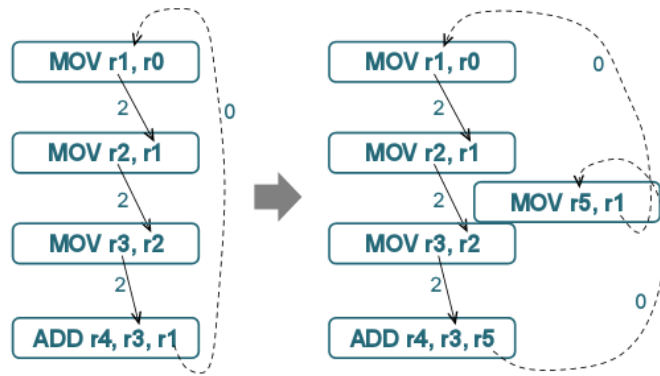 MOV r1, r0
2
0
MOV r2, r1
2
MOV r3, r2
2
ADD r4, r3, r1
MOV r1, r0
0
2
MOV r2, r1
2
MOV r5, r1
MOV r3, r2
2
0
ADD r4, r3, r5